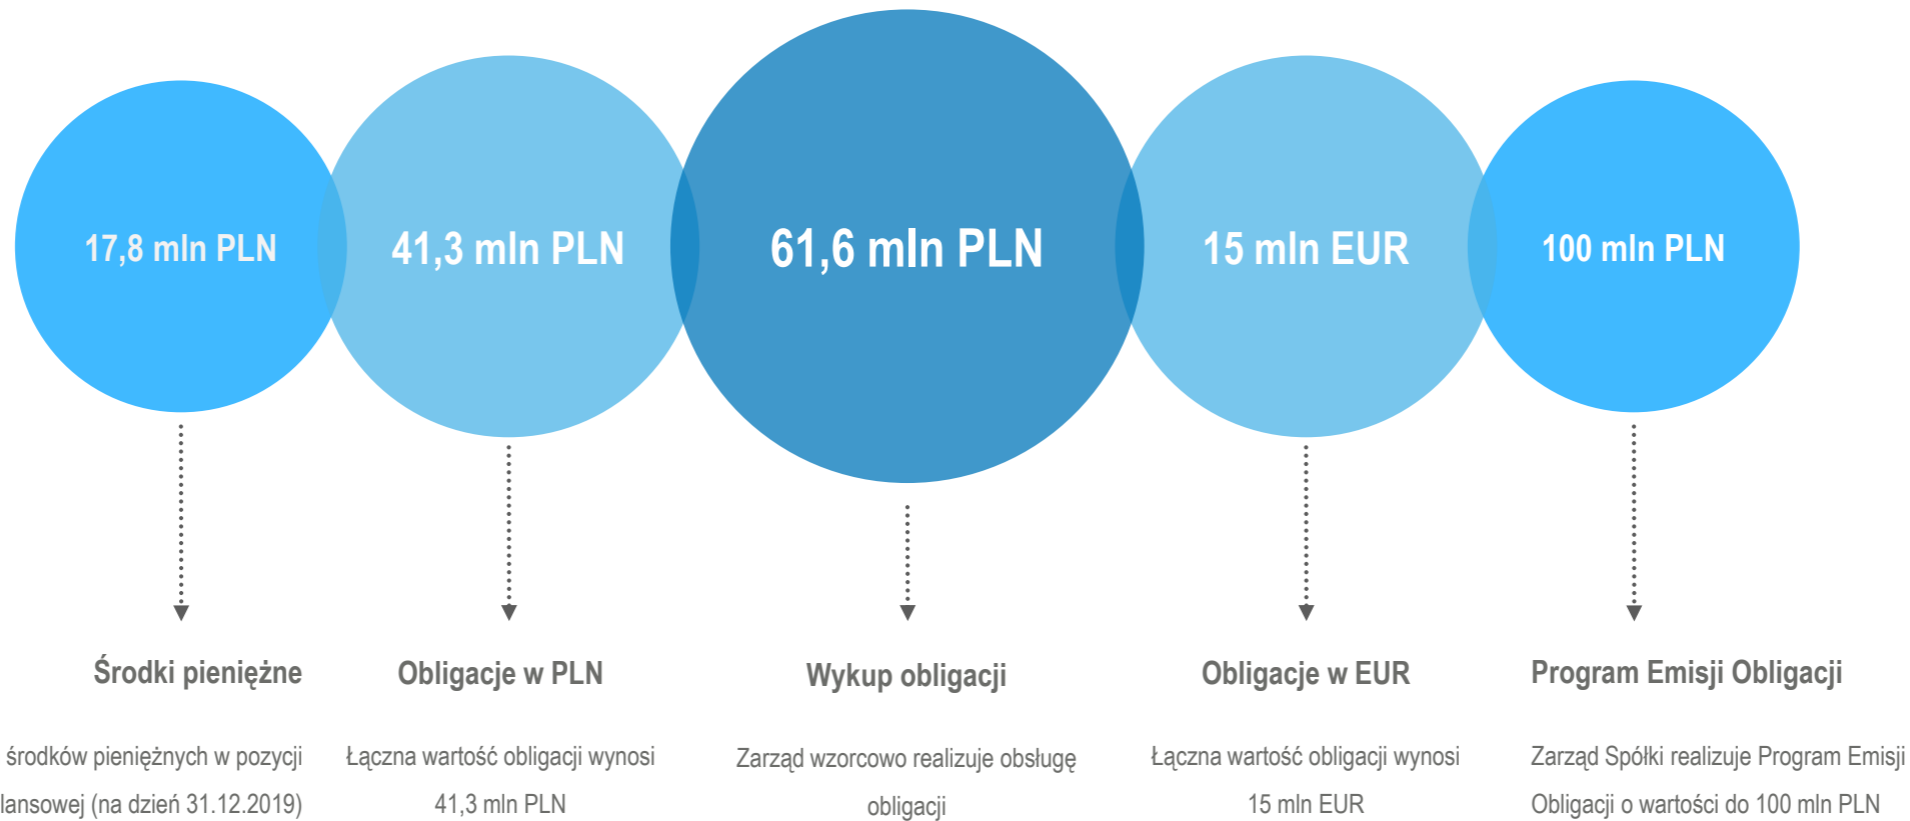 17,8 mln PLN
41,3 mln PLN
61,6 mln PLN
15 mln EUR
100 mln PLN
Środki pieniężne
środków pieniężnych w pozycji
lansowej (na dzień 31.12.2019)
Obligacje w PLN
Łączna wartość obligacji wynosi
41,3 mln PLN
Wykup obligacji
Zarząd wzorcowo realizuje obsługę
obligacji
Obligacje w EUR
Łączna wartość obligacji wynosi
15 mln EUR
Program Emisji Obligacji
Zarząd Spółki realizuje Program Emisji
Obligacji o wartości do 100 mln PLN